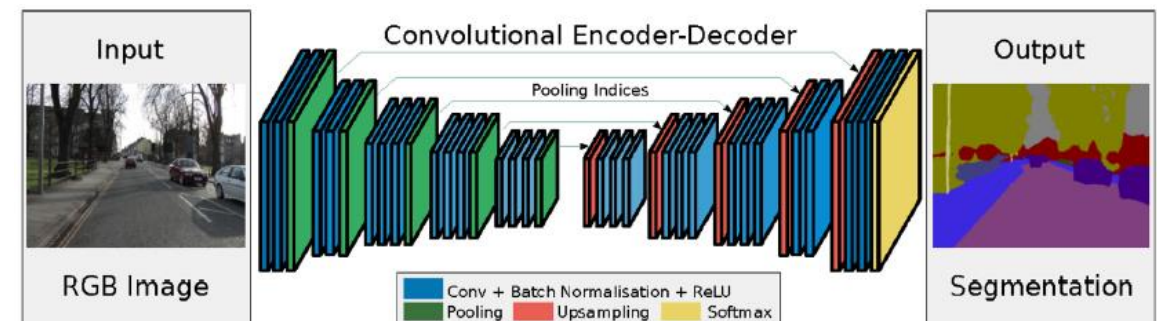 Input
Convolutional Encoder-Decoder
Output
Pooling Indices
RGB Image
Conv + Batch Normalisation + ReLU
Pooling Upsampling Softmax
Segmentation